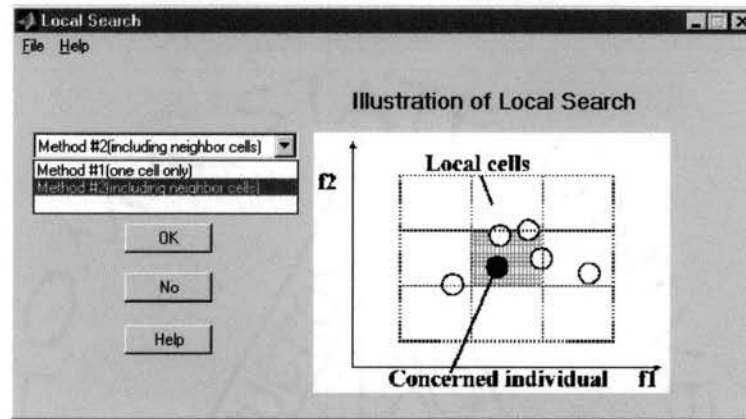 Local Search
File Help
Illustration of Local Search
Method #2(including neighbor cells)
Method #1(one cell only)
Method #2(including neighbor cells)
OK
No
Help
f2
Local cells
Concerned individual
f1